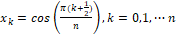 x_k = cos(π(k+1/2)/n), k = 0,1,⋯ n